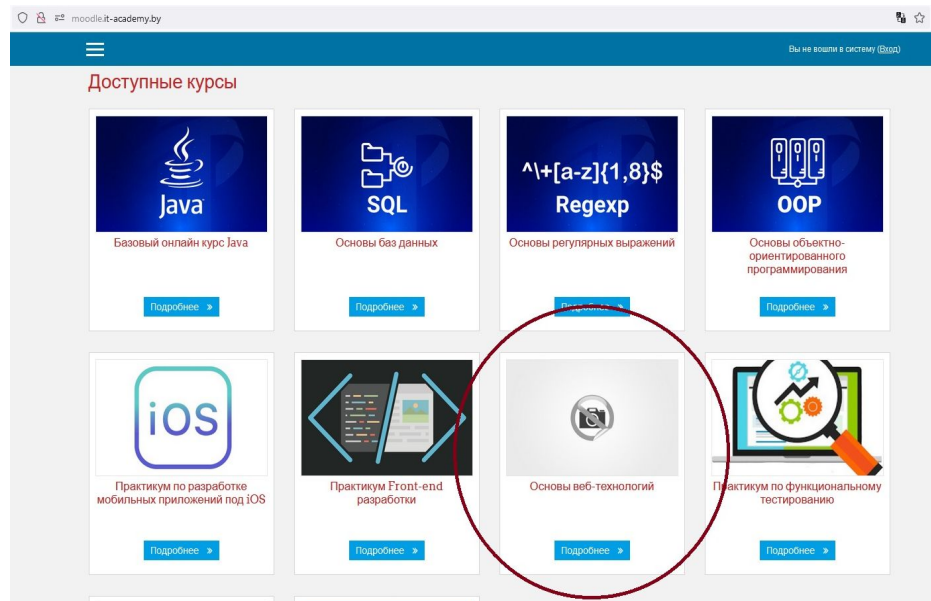 moodle.it-academy.by
Вы не вошли в систему (Вход)
Доступные курсы
Java
SQL
^\+[a-z]{1,8}$
Regexp
OOP
Базовый онлайн курс Java
Основы баз данных
Основы регулярных выражений
Основы объектно-
ориентированного
программирования
Подробнее »
Подробнее »
Подробнее »
Подробнее »
iOS
Практикум по разработке
мобильных приложений под iOS
Практикум Front-end
разработки
Основы веб-технологий
Практикум по функциональному
тестированию
Подробнее »
Подробнее »
Подробнее »
Подробнее »